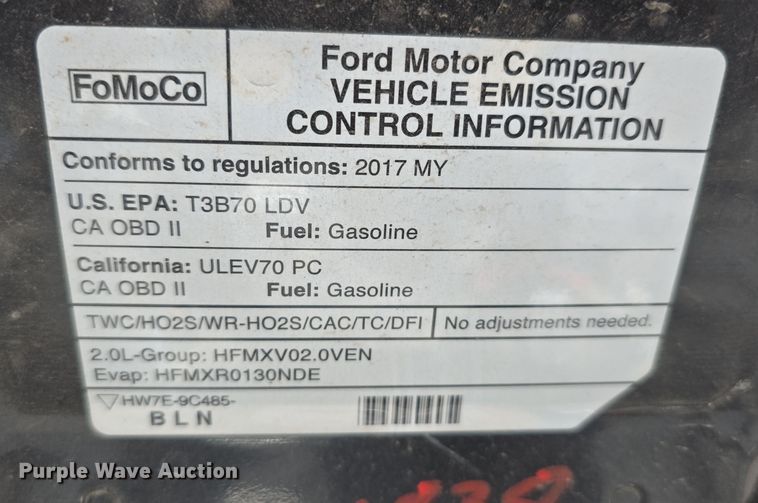 FoMoCo
Ford Motor Company
VEHICLE EMISSION
CONTROL INFORMATION
Conforms to regulations: 2017 MY
U.S. EPA: T3B70 LDV
CA OBD II Fuel: Gasoline
California: ULEV70 PC
CA OBD II Fuel: Gasoline
TWC/HO2S/WR-HO2S/CAC/TC/DFI No adjustments needed.
2.0L-Group: HFMXV02.0VEN
Evap: HFMXR0130NDE
HW7E-9C485-
B L N
Purple Wave Auction